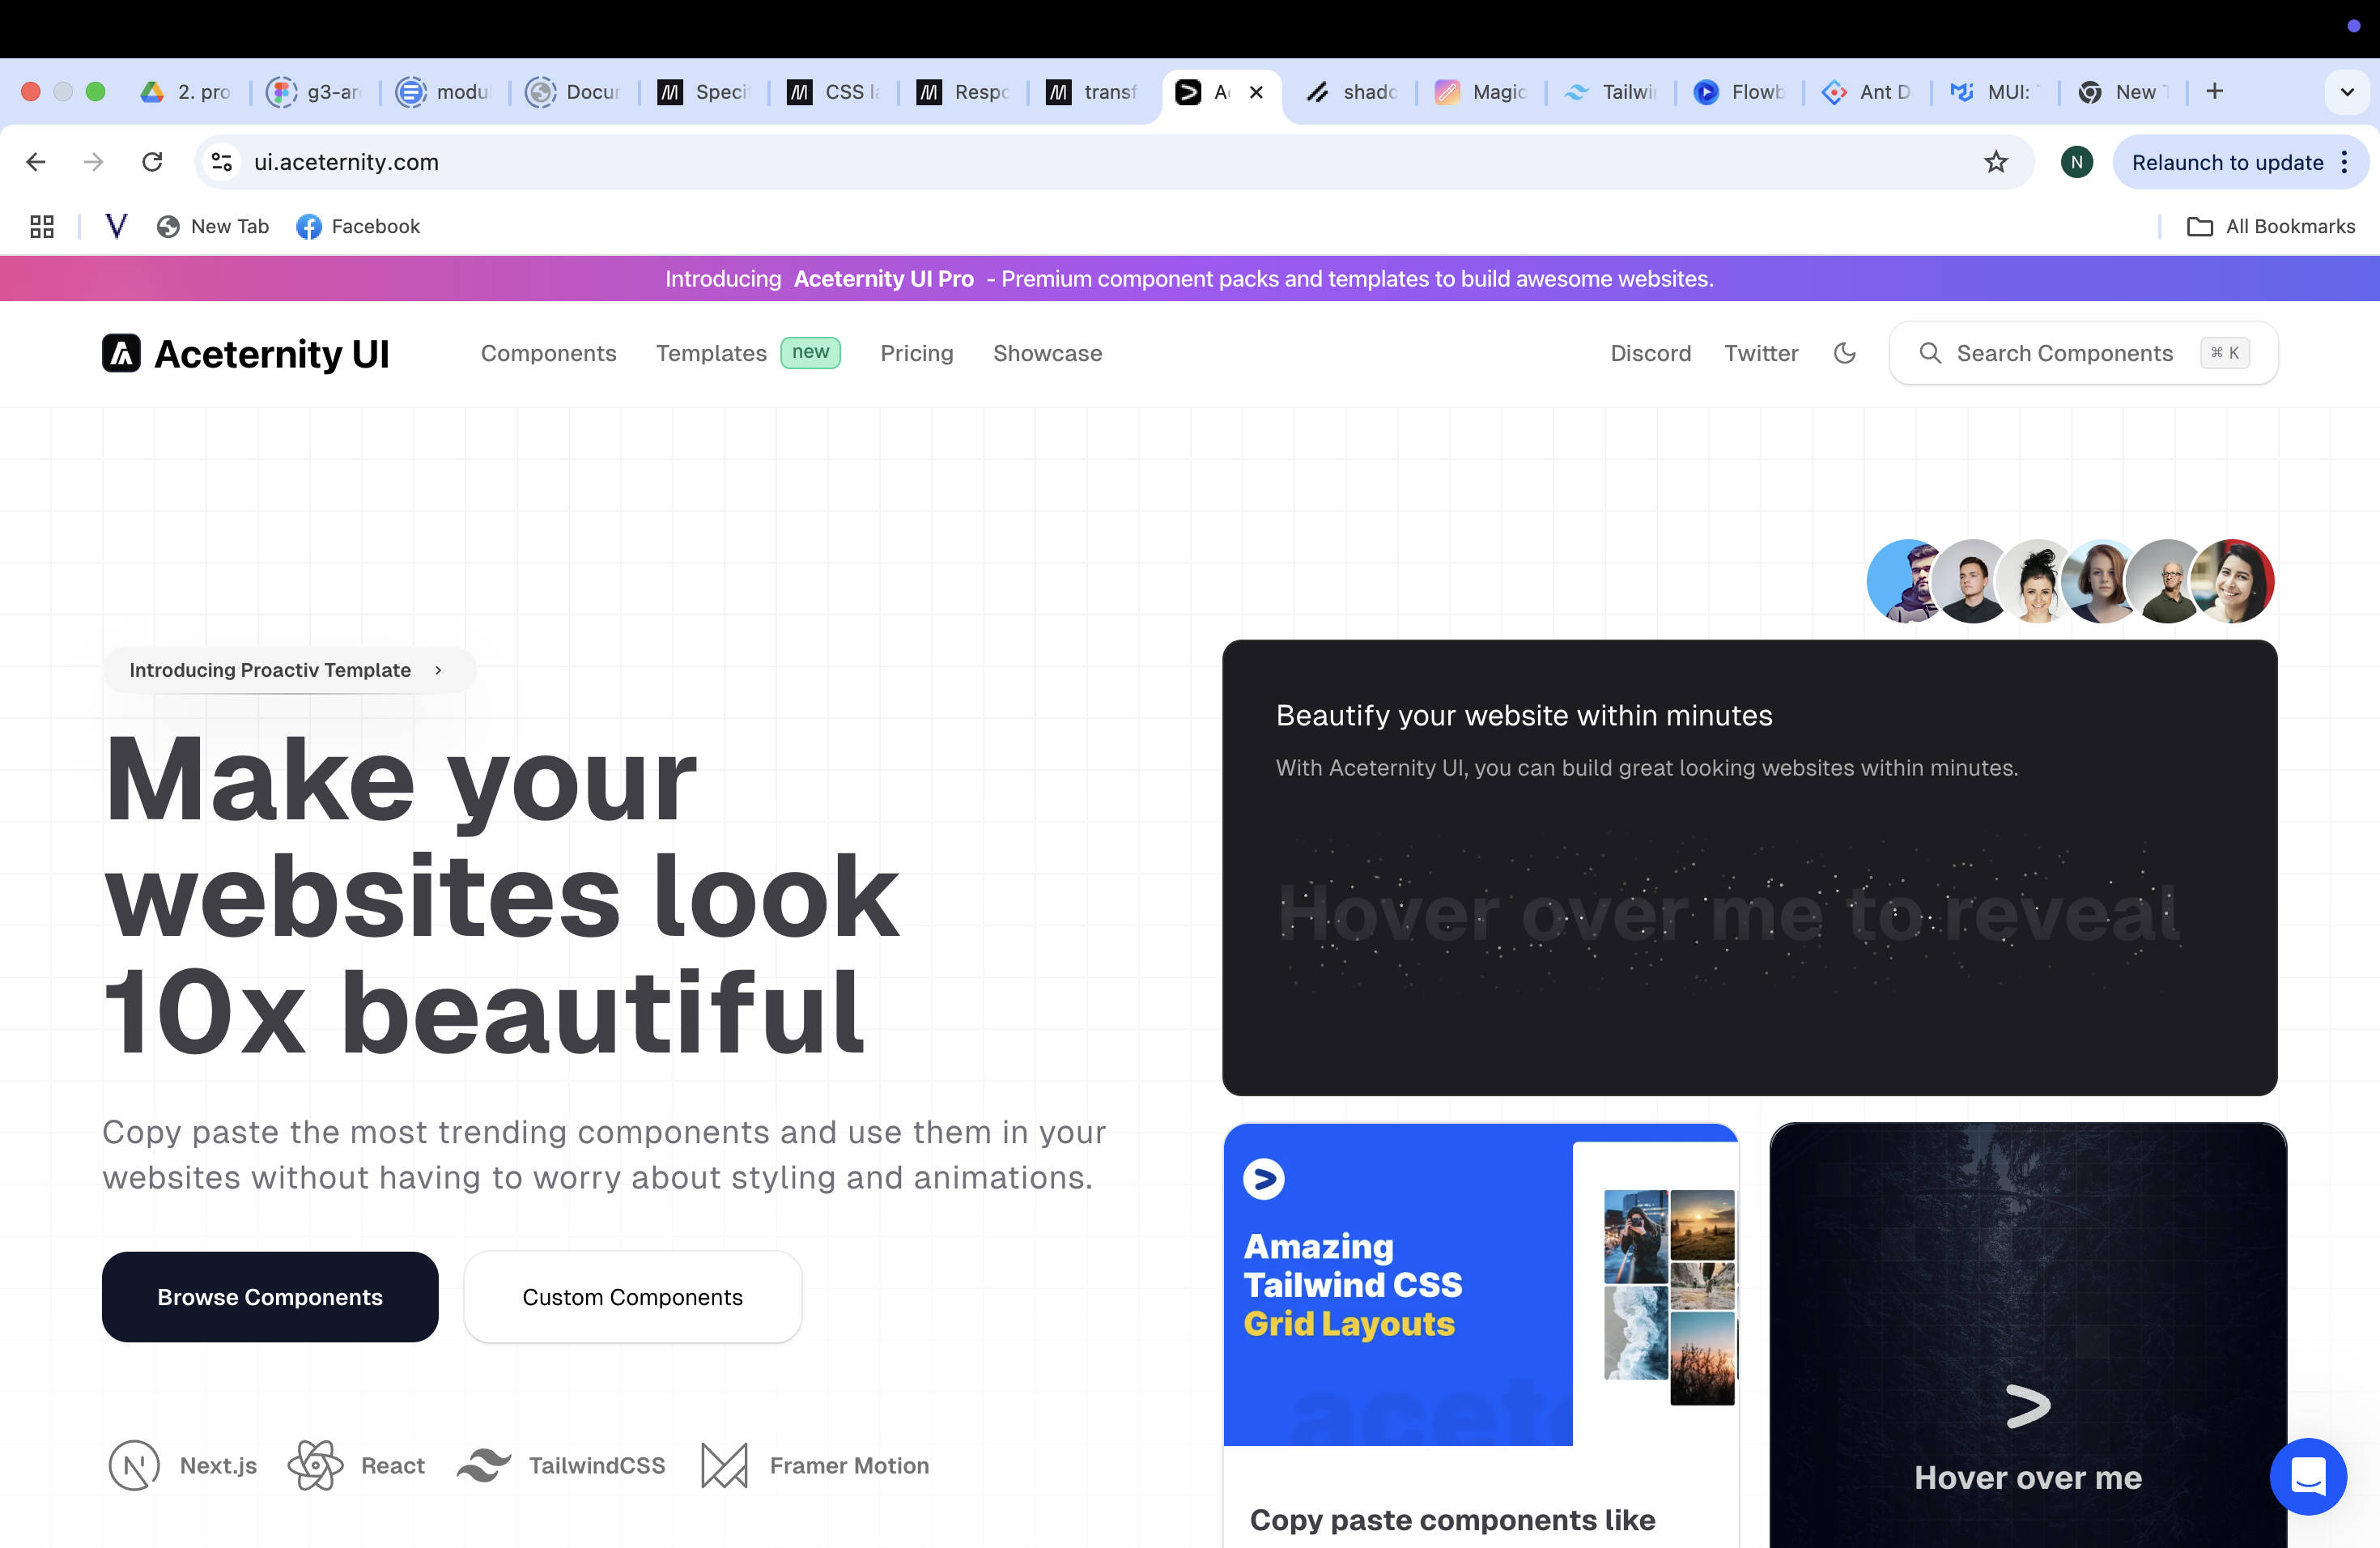 2. pro
g3-ar
modul
Docur
Speci
CSS la
Respo
transf
Ac
shadc
Magic
Tailwi
Flowb
Ant D
MUI:
New T
ui.aceternity.com
N
Relaunch to update
New Tab
Facebook
All Bookmarks
Introducing Aceternity UI Pro - Premium component packs and templates to build awesome websites.
Aceternity UI
Components
Templates
new
Pricing
Showcase
Discord
Twitter
Search Components
⌘ K
Introducing Proactiv Template
Make your
websites look
10x beautiful
Copy paste the most trending components and use them in your
websites without having to worry about styling and animations.
Browse Components
Custom Components
Next.js
React
TailwindCSS
Framer Motion
Beautify your website within minutes
With Aceternity UI, you can build great looking websites within minutes.
Hover over me to reveal
Amazing
Tailwind CSS
Grid Layouts
acete
Copy paste components like
Hover over me